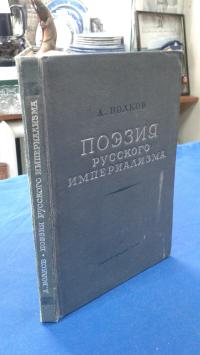 А. ВОЛКОВ
ПОЭЗИЯ
РУССКОГО
ИМПЕРИАЛИЗМА
А. ВОЛКОВ • ПОЭЗИЯ РУССКОГО ИМПЕРИАЛИЗМА